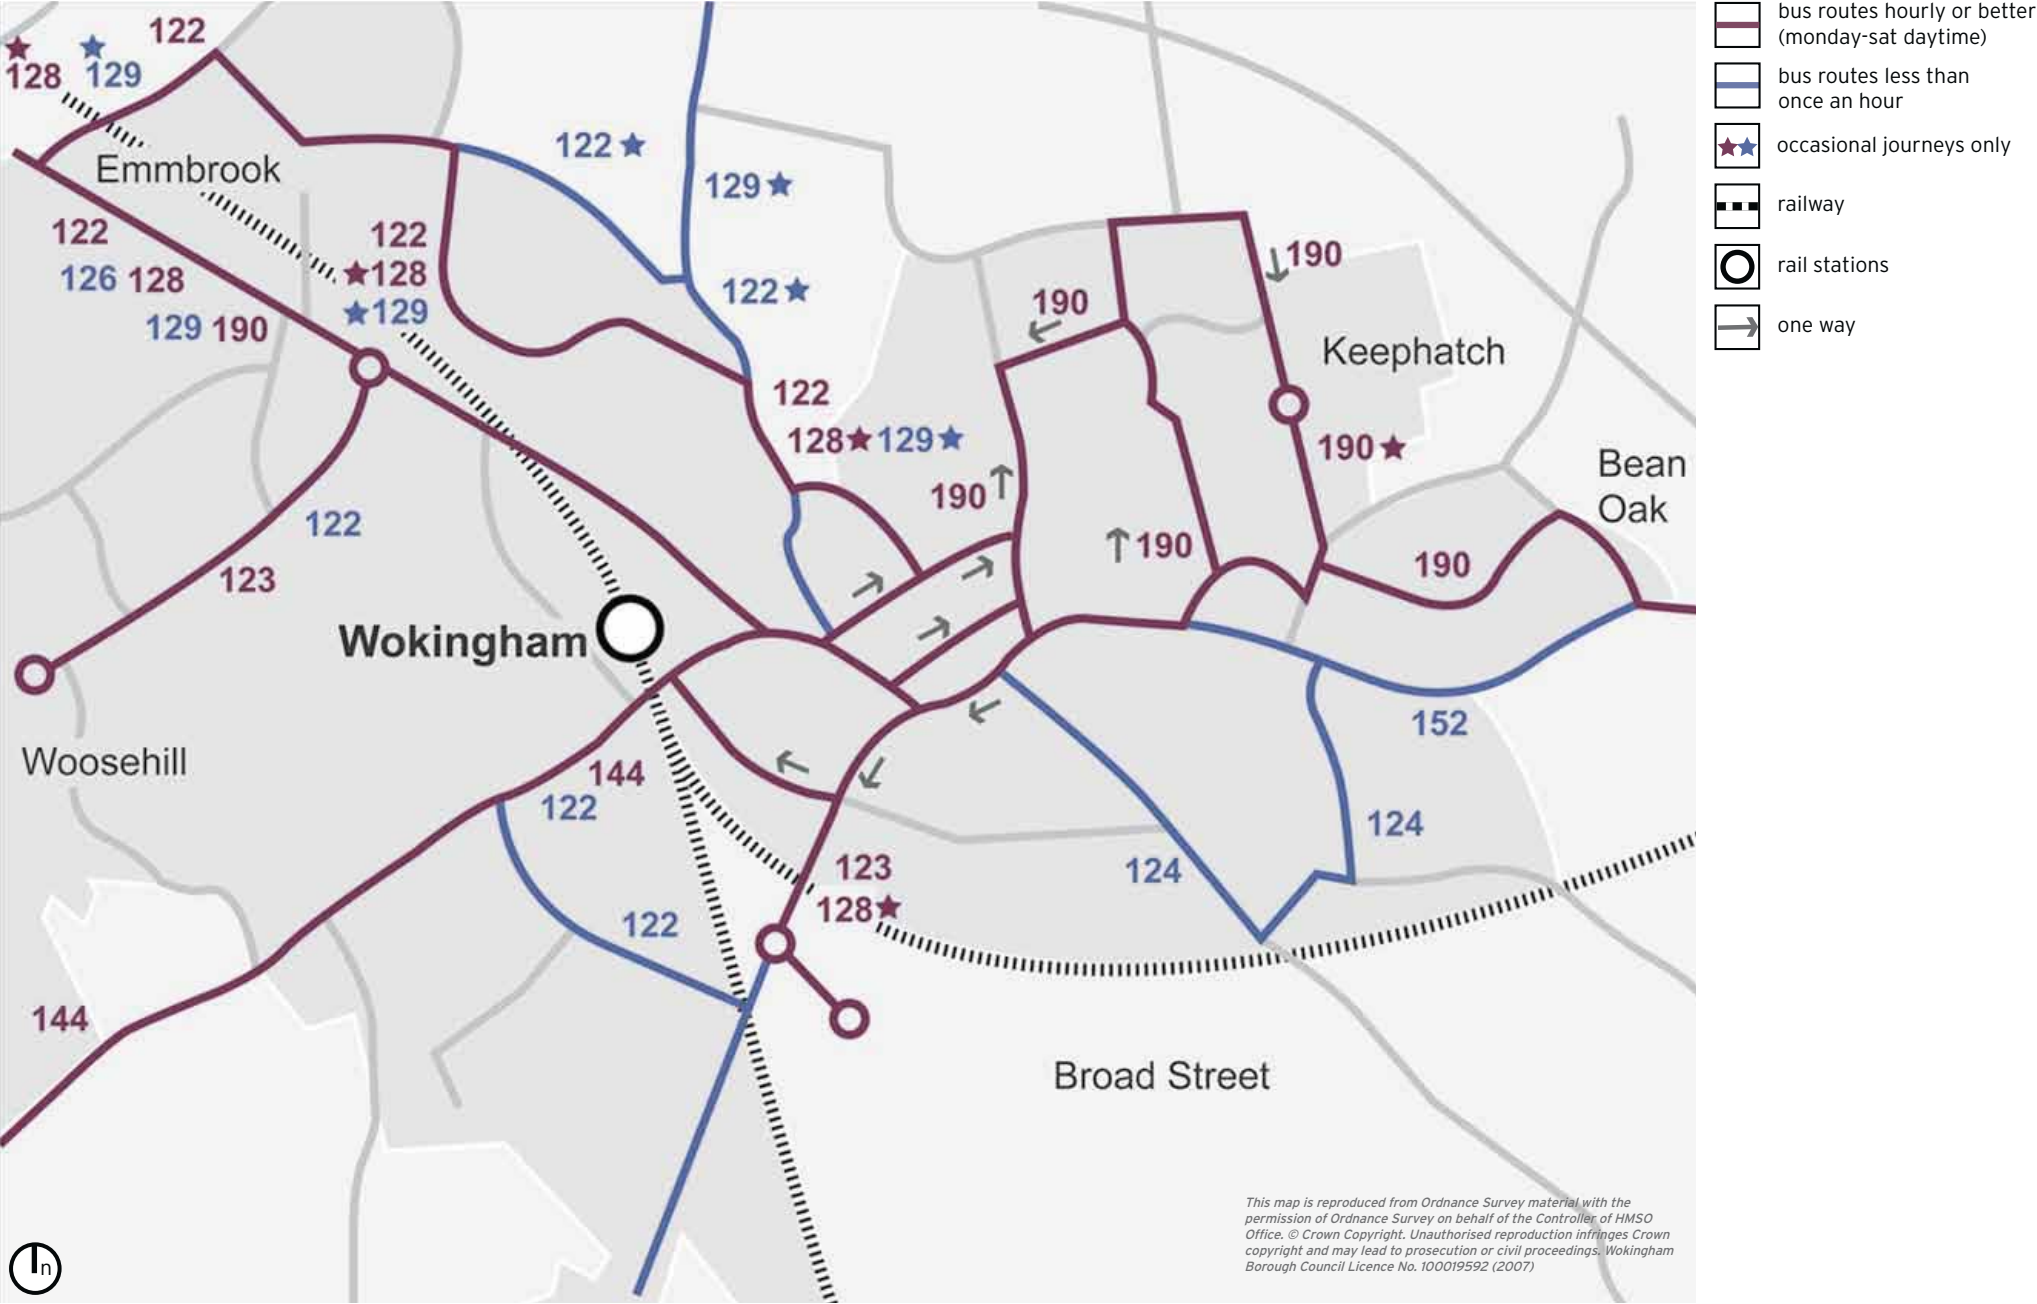 122
128
129
Emmbrook
122
126 128
129 190
122
128
129
122
129
122
122
128 129
190
190
190
190
Keephatch
190
190
Bean
Oak
122
123
Wokingham
Woosehill
144
122
122
144
123
128
124
152
124
Broad Street
n
This map is reproduced from Ordnance Survey material with the
permission of Ordnance Survey on behalf of the Controller of HMSO
Office. © Crown Copyright. Unauthorised reproduction infringes Crown
copyright and may lead to prosecution or civil proceedings. Wokingham
Borough Council Licence No. 100019592 (2007)
bus routes hourly or better
(monday-sat daytime)
bus routes less than
once an hour
occasional journeys only
railway
rail stations
one way